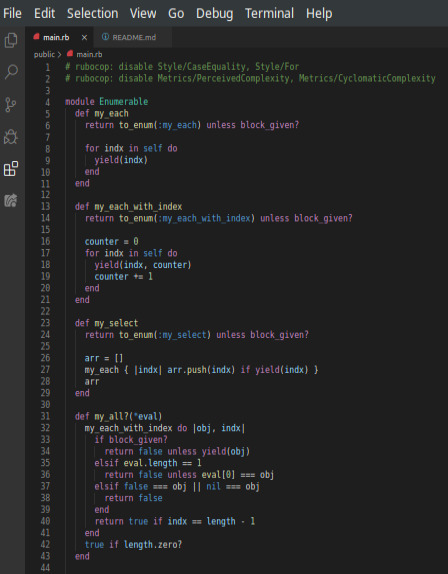 File Edit Selection View Go Debug Terminal Help
main.rb × README.md
public > main.rb
1 # rubocop: disable Style/CaseEquality, Style/For
2 # rubocop: disable Metrics/PerceivedComplexity, Metrics/CyclomaticComplexity
3
4 module Enumerable
5 def my_each
6 return to_enum(:my_each) unless block_given?
7
8 for indx in self do
9 yield(indx)
10 end
11 end
12
13 def my_each_with_index
14 return to_enum(:my_each_with_index) unless block_given?
15
16 counter = 0
17 for indx in self do
18 yield(indx, counter)
19 counter += 1
20 end
21 end
22
23 def my_select
24 return to_enum(:my_select) unless block_given?
25
26 arr = []
27 my_each { |indx| arr.push(indx) if yield(indx) }
28 arr
29 end
30
31 def my_all?(*eval)
32 my_each_with_index do |obj, indx|
33 if block_given?
34 return false unless yield(obj)
35 elsif eval.length == 1
36 return false unless eval[0] === obj
37 elsif false === obj || nil === obj
38 return false
39 end
40 return true if indx == length - 1
41 end
42 true if length.zero?
43 end
44